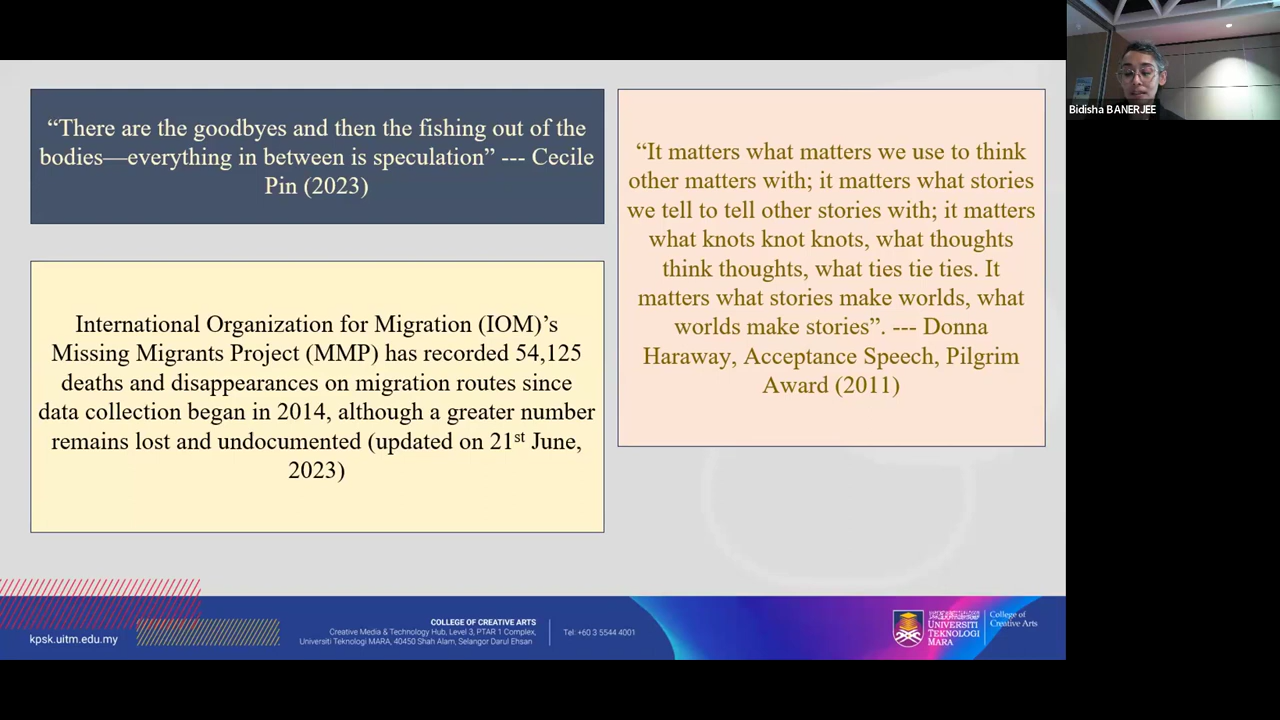 “There are the goodbyes and then the fishing out of the
bodies—everything in between is speculation” --- Cecile
Pin (2023)
International Organization for Migration (IOM)’s
Missing Migrants Project (MMP) has recorded 54,125
deaths and disappearances on migration routes since
data collection began in 2014, although a greater number
remains lost and undocumented (updated on 21st June,
2023)
“It matters what matters we use to think
other matters with; it matters what stories
we tell to tell other stories with; it matters
what knots knot knots, what thoughts
think thoughts, what ties tie ties. It
matters what stories make worlds, what
worlds make stories”. --- Donna
Haraway, Acceptance Speech, Pilgrim
Award (2011)
Bidisha BANERJEE
kpsk.uitm.edu.my
COLLEGE OF CREATIVE ARTS
Creative Media & Technology Hub, Level 3, PTAR 1 Complex,
Universiti Teknologi MARA, 40450 Shah Alam, Selangor Darul Ehsan
Tel: +60 3 5544 4001
UNIVERSITI
TEKNOLOGI
MARA
College of
Creative Arts